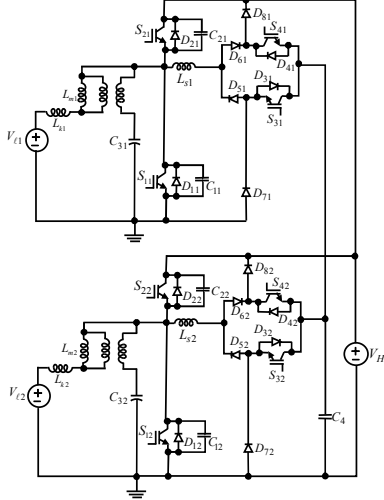 S21
D21
C21
D81
S41
D61
D41
Ls1
Lm1
D51
D31
S31
Lk1
Vℓ1
C31
S11
D11
C11
D71
S22
D22
C22
D82
S42
D62
D42
Ls2
Lm2
D52
D32
S32
Lk2
Vℓ2
C32
VH
C4
S12
D12
C12
D72